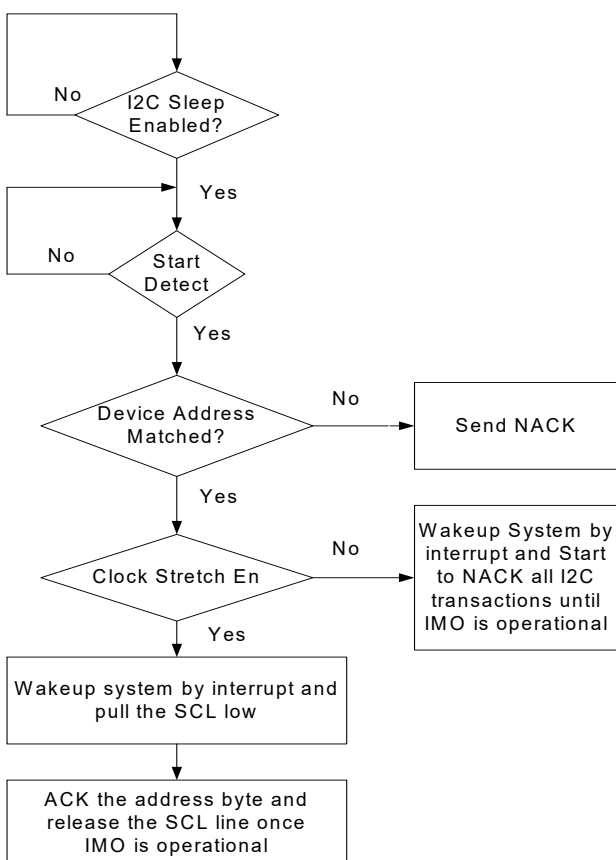 I2C Sleep
Enabled?
No
Yes
Start
Detect
No
Yes
Device Address
Matched?
No
Send NACK
Yes
Clock Stretch En
No
Wakeup System by
interrupt and Start
to NACK all I2C
transactions until
IMO is operational
Yes
Wakeup system by interrupt and
pull the SCL low
ACK the address byte and
release the SCL line once
IMO is operational